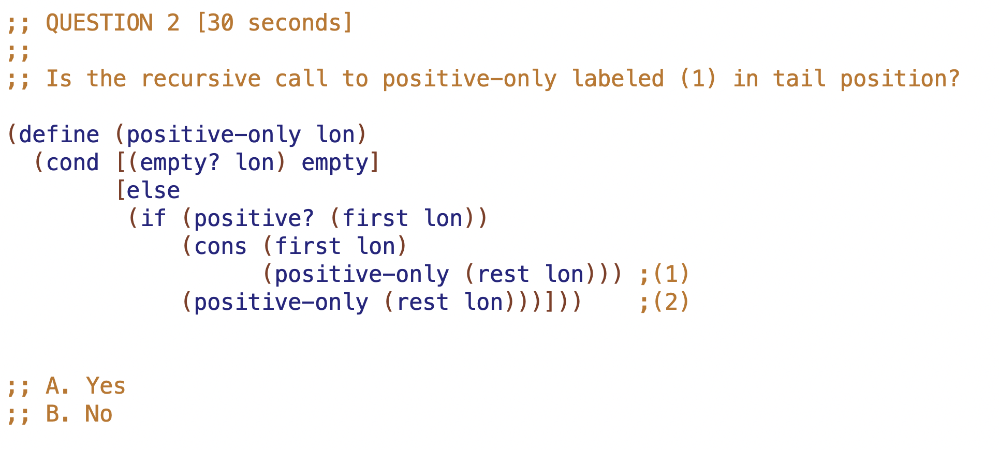 ;; QUESTION 2 [30 seconds]
;;
;; Is the recursive call to positive-only labeled (1) in tail position?
(define (positive-only lon)
  (cond [(empty? lon) empty]
        [else
         (if (positive? (first lon))
             (cons (first lon)
                   (positive-only (rest lon))) ;(1)
             (positive-only (rest lon)))]))    ;(2)
;; A. Yes
;; B. No